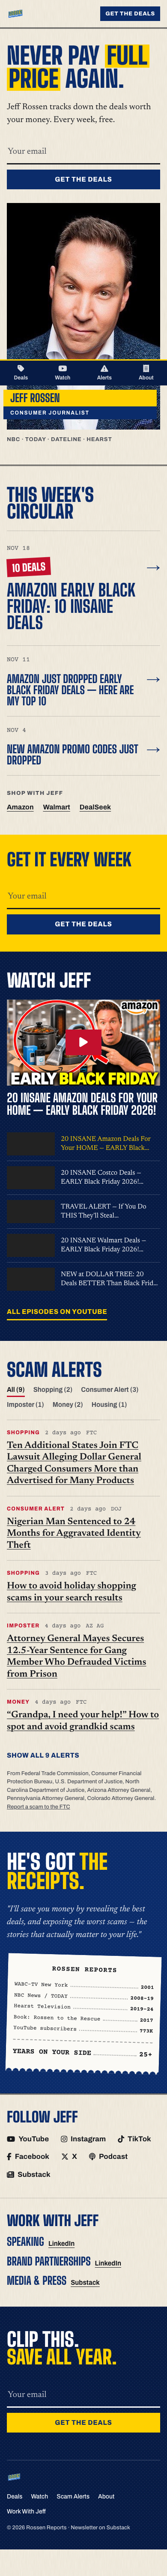 GET THE DEALS
NEVER PAY FULL
PRICE AGAIN.
Jeff Rossen tracks down the deals worth
your money. Every week, free.
Your email
GET THE DEALS
Deals
Watch
Alerts
About
JEFF ROSSEN
CONSUMER JOURNALIST
NBC · TODAY · DATELINE · HEARST
THIS WEEK'S
CIRCULAR
NOV 18
10 DEALS
AMAZON EARLY BLACK
FRIDAY: 10 INSANE
DEALS
NOV 11
AMAZON JUST DROPPED EARLY
BLACK FRIDAY DEALS — HERE ARE
MY TOP 10
NOV 4
NEW AMAZON PROMO CODES JUST
DROPPED
SHOP WITH JEFF
Amazon
Walmart
DealSeek
GET IT EVERY WEEK
Your email
GET THE DEALS
WATCH JEFF
amazon
EARLY BLACK FRIDAY
20 INSANE AMAZON DEALS FOR YOUR
HOME — EARLY BLACK FRIDAY 2026!
20 INSANE Amazon Deals For
Your HOME — EARLY Black...
20 INSANE Costco Deals –
EARLY Black Friday 2026!...
TRAVEL ALERT – If You Do
THIS They'll Steal...
20 INSANE Walmart Deals –
EARLY Black Friday 2026!...
NEW at DOLLAR TREE: 20
Deals BETTER Than Black Frid...
ALL EPISODES ON YOUTUBE
SCAM ALERTS
All (9)
Shopping (2)
Consumer Alert (3)
Imposter (1)
Money (2)
Housing (1)
SHOPPING 2 days ago FTC
Ten Additional States Join FTC
Lawsuit Alleging Dollar General
Charged Consumers More than
Advertised for Many Products
CONSUMER ALERT 2 days ago DOJ
Nigerian Man Sentenced to 24
Months for Aggravated Identity
Theft
SHOPPING 3 days ago FTC
How to avoid holiday shopping
scams in your search results
IMPOSTER 4 days ago AZ AG
Attorney General Mayes Secures
12.5-Year Sentence for Gang
Member Who Defrauded Victims
from Prison
MONEY 4 days ago FTC
“Grandpa, I need your help!” How to
spot and avoid grandkid scams
SHOW ALL 9 ALERTS
From Federal Trade Commission, Consumer Financial
Protection Bureau, U.S. Department of Justice, North
Carolina Department of Justice, Arizona Attorney General,
Pennsylvania Attorney General, Colorado Attorney General.
Report a scam to the FTC
HE'S GOT THE
RECEIPTS.
"I'll save you money by revealing the best
deals, and exposing the worst scams — the
stories that actually matter to your life."
ROSSEN REPORTS
WABC-TV New York 2001
NBC News / TODAY 2008–19
Hearst Television 2019–26
Book: Rossen to the Rescue 2017
YouTube subscribers 773K
YEARS ON YOUR SIDE 25+
FOLLOW JEFF
YouTube
Instagram
TikTok
Facebook
X
Podcast
Substack
WORK WITH JEFF
SPEAKING LinkedIn
BRAND PARTNERSHIPS LinkedIn
MEDIA & PRESS Substack
CLIP THIS.
SAVE ALL YEAR.
Your email
GET THE DEALS
Deals
Watch
Scam Alerts
About
Work With Jeff
© 2026 Rossen Reports · Newsletter on Substack